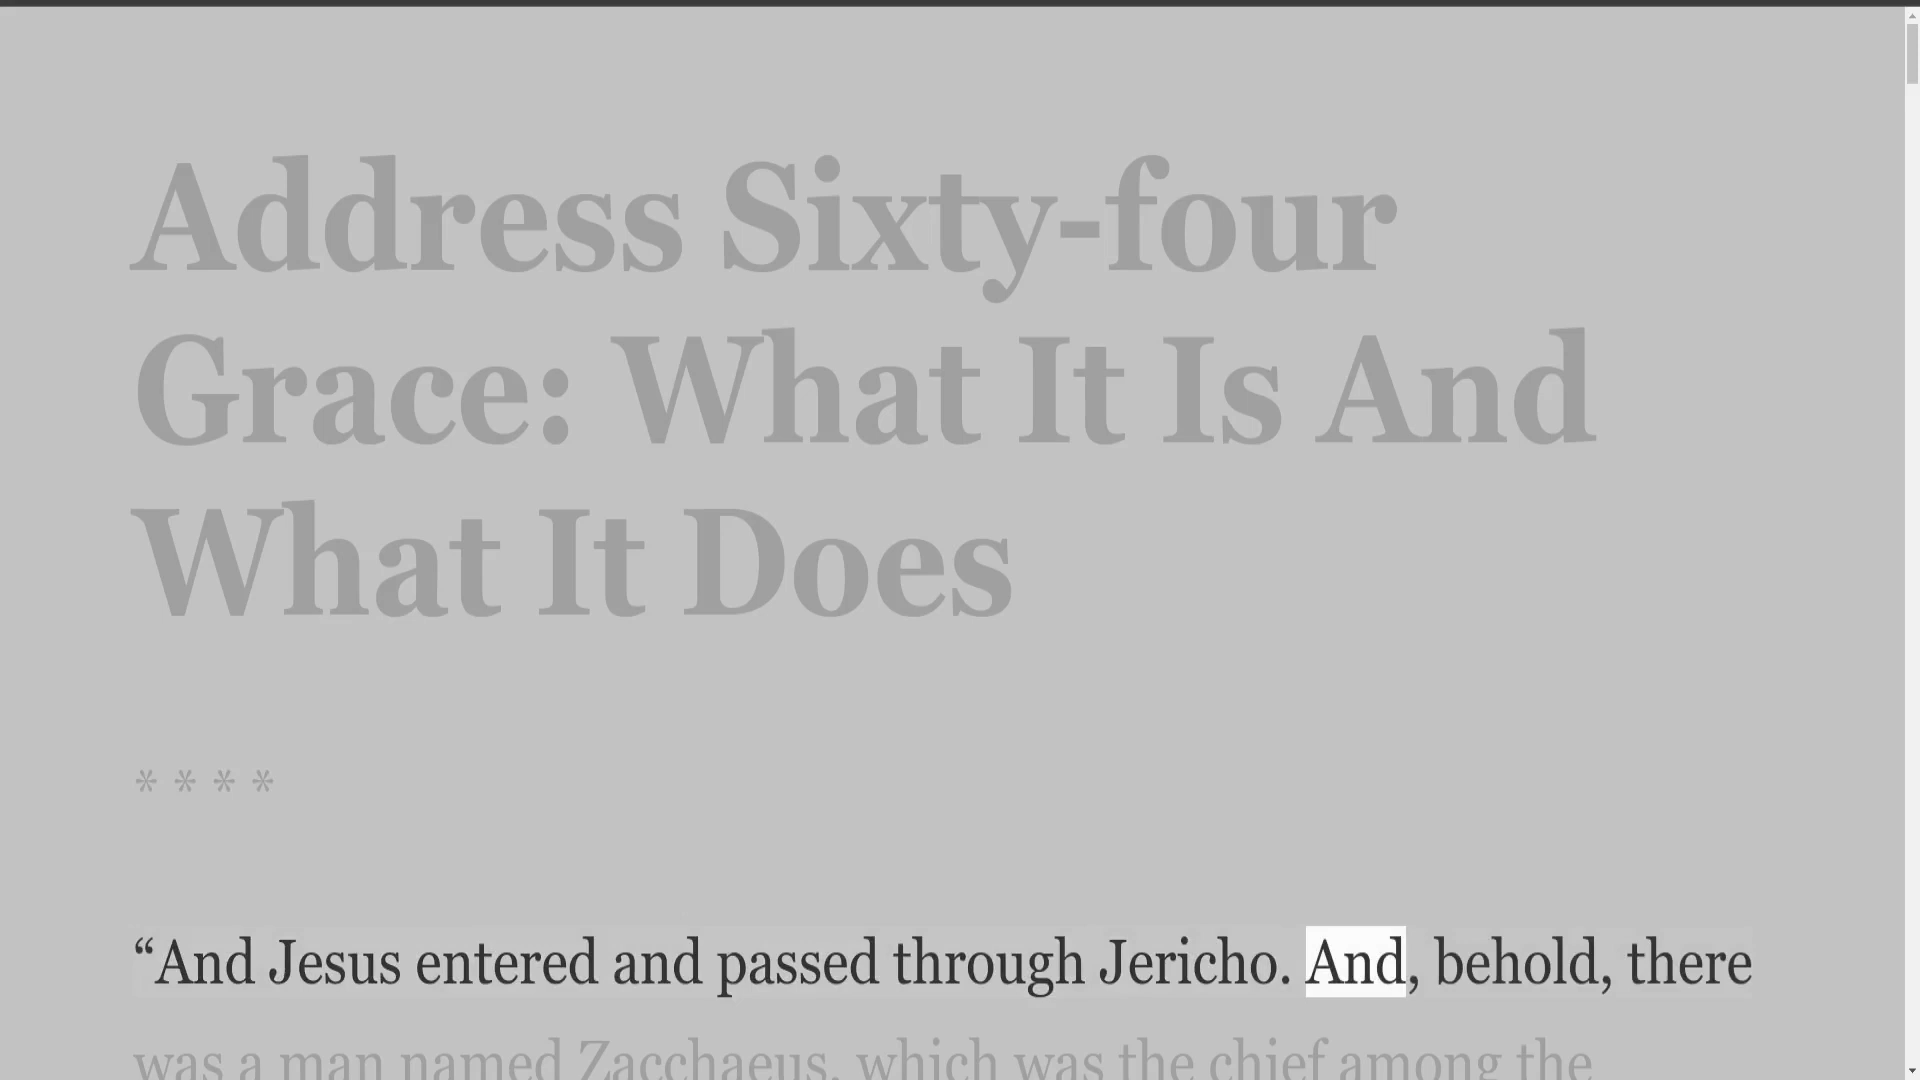 Address Sixty-four
Grace: What It Is And
What It Does
* * * *
“And Jesus entered and passed through Jericho. And, behold, there
was a man named Zacchaeus, which was the chief among the